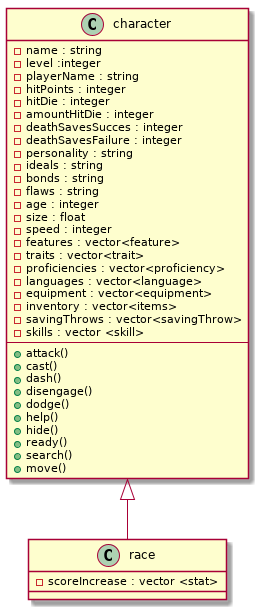 C character
name : string
level :integer
playerName : string
hitPoints : integer
hitDie : integer
amountHitDie : integer
deathSavesSucces : integer
deathSavesFailure : integer
personality : string
ideals : string
bonds : string
flaws : string
age : integer
size : float
speed : integer
features : vector<feature>
traits : vector<trait>
proficiencies : vector<proficiency>
languages : vector<language>
equipment : vector<equipment>
inventory : vector<items>
savingThrows : vector<savingThrow>
skills : vector <skill>
attack()
cast()
dash()
disengage()
dodge()
help()
hide()
ready()
search()
move()
C race
scoreIncrease : vector <stat>